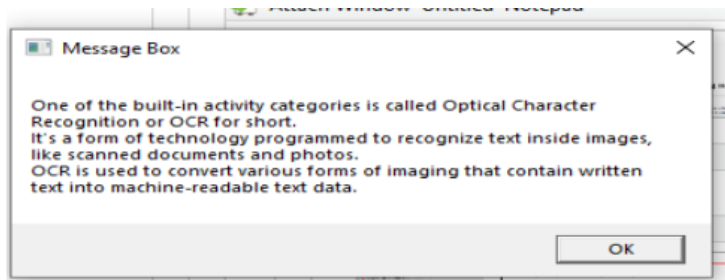 Attach Window 'Untitled - Notepad'
Message Box
One of the built-in activity categories is called Optical Character
Recognition or OCR for short.
It's a form of technology programmed to recognize text inside images,
like scanned documents and photos.
OCR is used to convert various forms of imaging that contain written
text into machine-readable text data.
OK